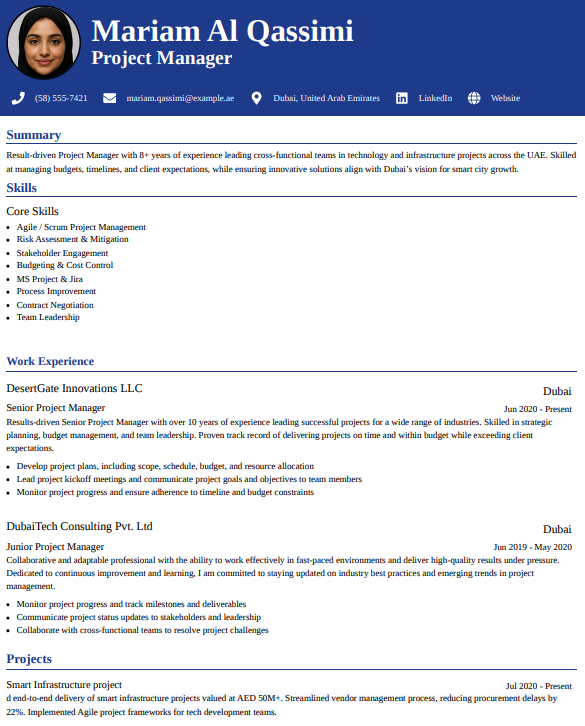 Mariam Al Qassimi
Project Manager
(58) 555-7421 mariam.qassimi@example.ae Dubai, United Arab Emirates LinkedIn Website
Summary
Result-driven Project Manager with 8+ years of experience leading cross-functional teams in technology and infrastructure projects across the UAE. Skilled
at managing budgets, timelines, and client expectations, while ensuring innovative solutions align with Dubai's vision for smart city growth.
Skills
Core Skills
• Agile / Scrum Project Management
• Risk Assessment & Mitigation
• Stakeholder Engagement
• Budgeting & Cost Control
• MS Project & Jira
• Process Improvement
• Contract Negotiation
• Team Leadership
Work Experience
DesertGate Innovations LLC Dubai
Senior Project Manager Jun 2020 - Present
Results-driven Senior Project Manager with over 10 years of experience leading successful projects for a wide range of industries. Skilled in strategic
planning, budget management, and team leadership. Proven track record of delivering projects on time and within budget while exceeding client
expectations.
• Develop project plans, including scope, schedule, budget, and resource allocation
• Lead project kickoff meetings and communicate project goals and objectives to team members
• Monitor project progress and ensure adherence to timeline and budget constraints
DubaiTech Consulting Pvt. Ltd Dubai
Junior Project Manager Jun 2019 - May 2020
Collaborative and adaptable professional with the ability to work effectively in fast-paced environments and deliver high-quality results under pressure.
Dedicated to continuous improvement and learning, I am committed to staying updated on industry best practices and emerging trends in project
management.
• Monitor project progress and track milestones and deliverables
• Communicate project status updates to stakeholders and leadership
• Collaborate with cross-functional teams to resolve project challenges
Projects
Smart Infrastructure project Jul 2020 - Present
d end-to-end delivery of smart infrastructure projects valued at AED 50M+. Streamlined vendor management process, reducing procurement delays by
22%. Implemented Agile project frameworks for tech development teams.